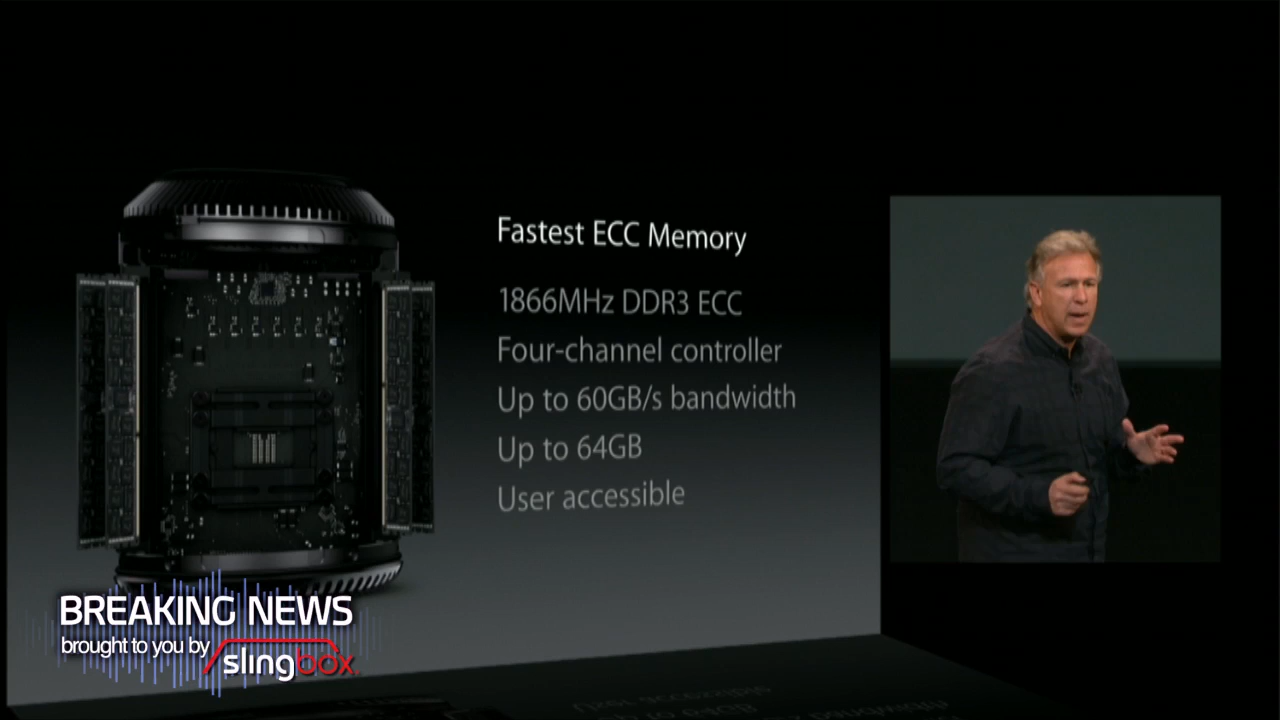 Fastest ECC Memory
1866MHz DDR3 ECC
Four-channel controller
Up to 60GB/s bandwidth
Up to 64GB
User accessible
BREAKING NEWS
brought to you by
slingbox